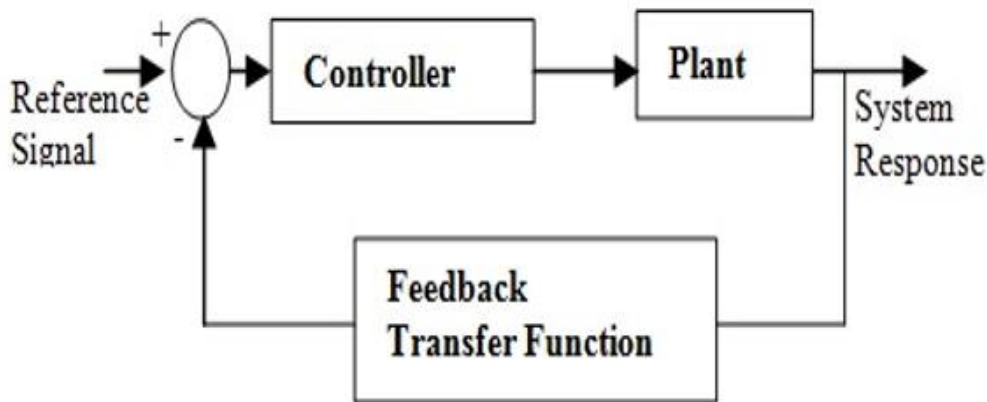 +
Reference
Signal
-
Controller
Plant
System
Response
Feedback
Transfer Function